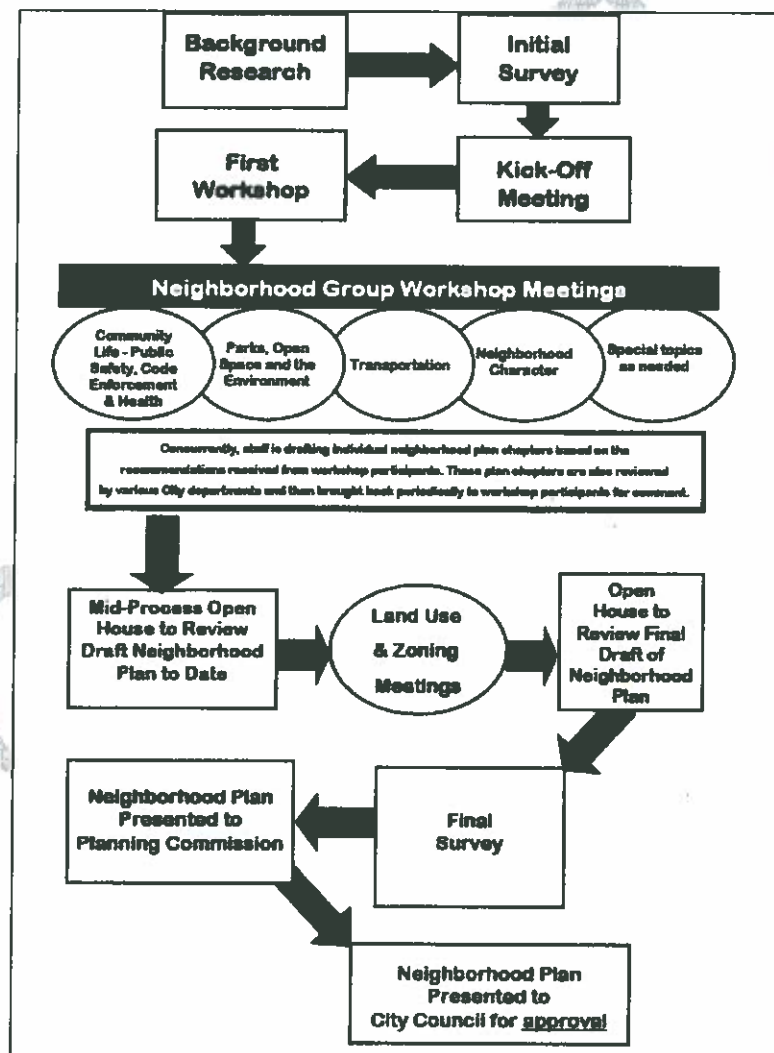 Background
Research
Initial
Survey
First
Workshop
Kick-Off
Meeting
Neighborhood Group Workshop Meetings
Community
Life - Public
Safety, Code
Enforcement
& Health
Parks, Open
Space and the
Environment
Transportation
Neighborhood
Character
Special topics
as needed
Concurrently, staff is drafting individual neighborhood plan chapters based on the
recommendations received from workshop participants. These plan chapters are also reviewed
by various City departments and then brought back periodically to workshop participants for comment.
Mid-Process Open
House to Review
Draft Neighborhood
Plan to Date
Land Use
& Zoning
Meetings
Open
House to
Review Final
Draft of
Neighborhood
Plan
Neighborhood Plan
Presented to
Planning Commission
Final
Survey
Neighborhood Plan
Presented to
City Council for approval